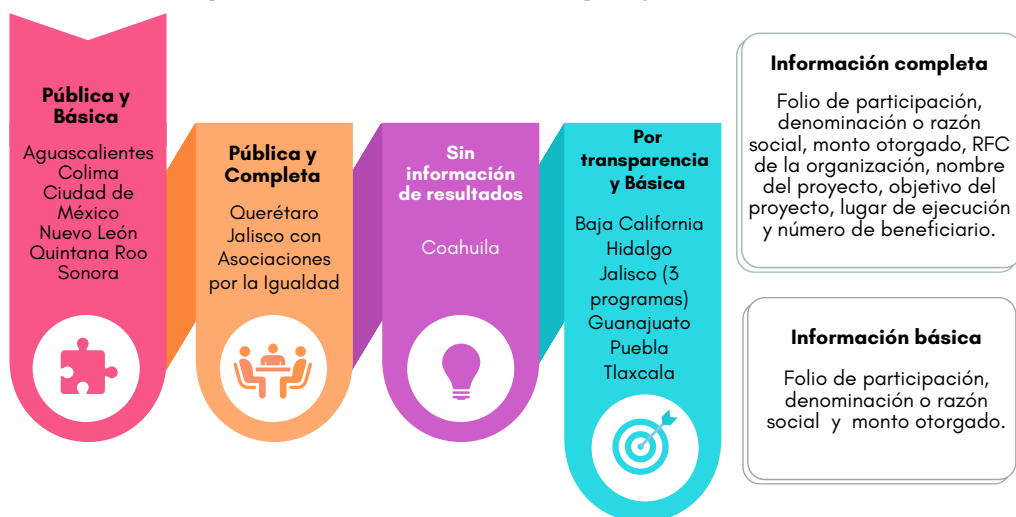 Pública y
Básica
Aguascalientes
Colima
Ciudad de
México
Nuevo León
Quintana Roo
Sonora
Pública y
Completa
Querétaro
Jalisco con
Asociaciones
por la Igualdad
Sin
información
de resultados
Coahuila
Por
transparencia
y Básica
Baja California
Hidalgo
Jalisco (3
programas)
Guanajuato
Puebla
Tlaxcala
Información completa
Folio de participación,
denominación o razón
social, monto otorgado, RFC
de la organización, nombre
del proyecto, objetivo del
proyecto, lugar de ejecución
y número de beneficiario.
Información básica
Folio de participación,
denominación o razón
social y monto otorgado.